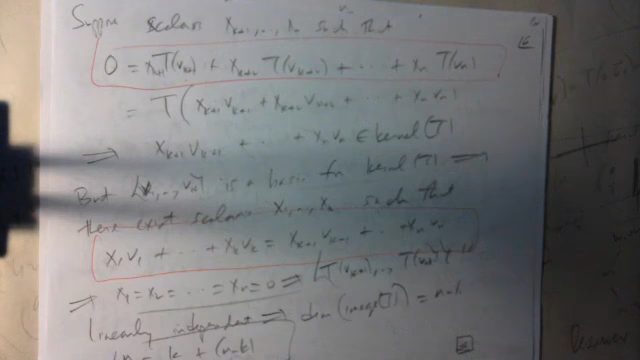 Suppose scalars x_{k+1}, ..., x_n such that
0 = x_{k+1} T(v_{k+1}) + x_{k+2} T(v_{k+2}) + ... + x_n T(v_n)
= T(x_{k+1} v_{k+1} + x_{k+2} v_{k+2} + ... + x_n v_n)
⇒ x_{k+1} v_{k+1} + ... + x_n v_n ∈ kernel(T)
But {v_1, ..., v_k} is a basis for kernel(T) ⇒
there exist scalars x_1, ..., x_k such that
x_1 v_1 + ... + x_k v_k = x_{k+1} v_{k+1} + ... + x_n v_n
⇒ x_1 = x_2 = ... = x_n = 0 ⇒ {T(v_{k+1}), ..., T(v_n)} is
linearly independent ⇒ dim(image(T)) = n-k
n = k + (n-k)